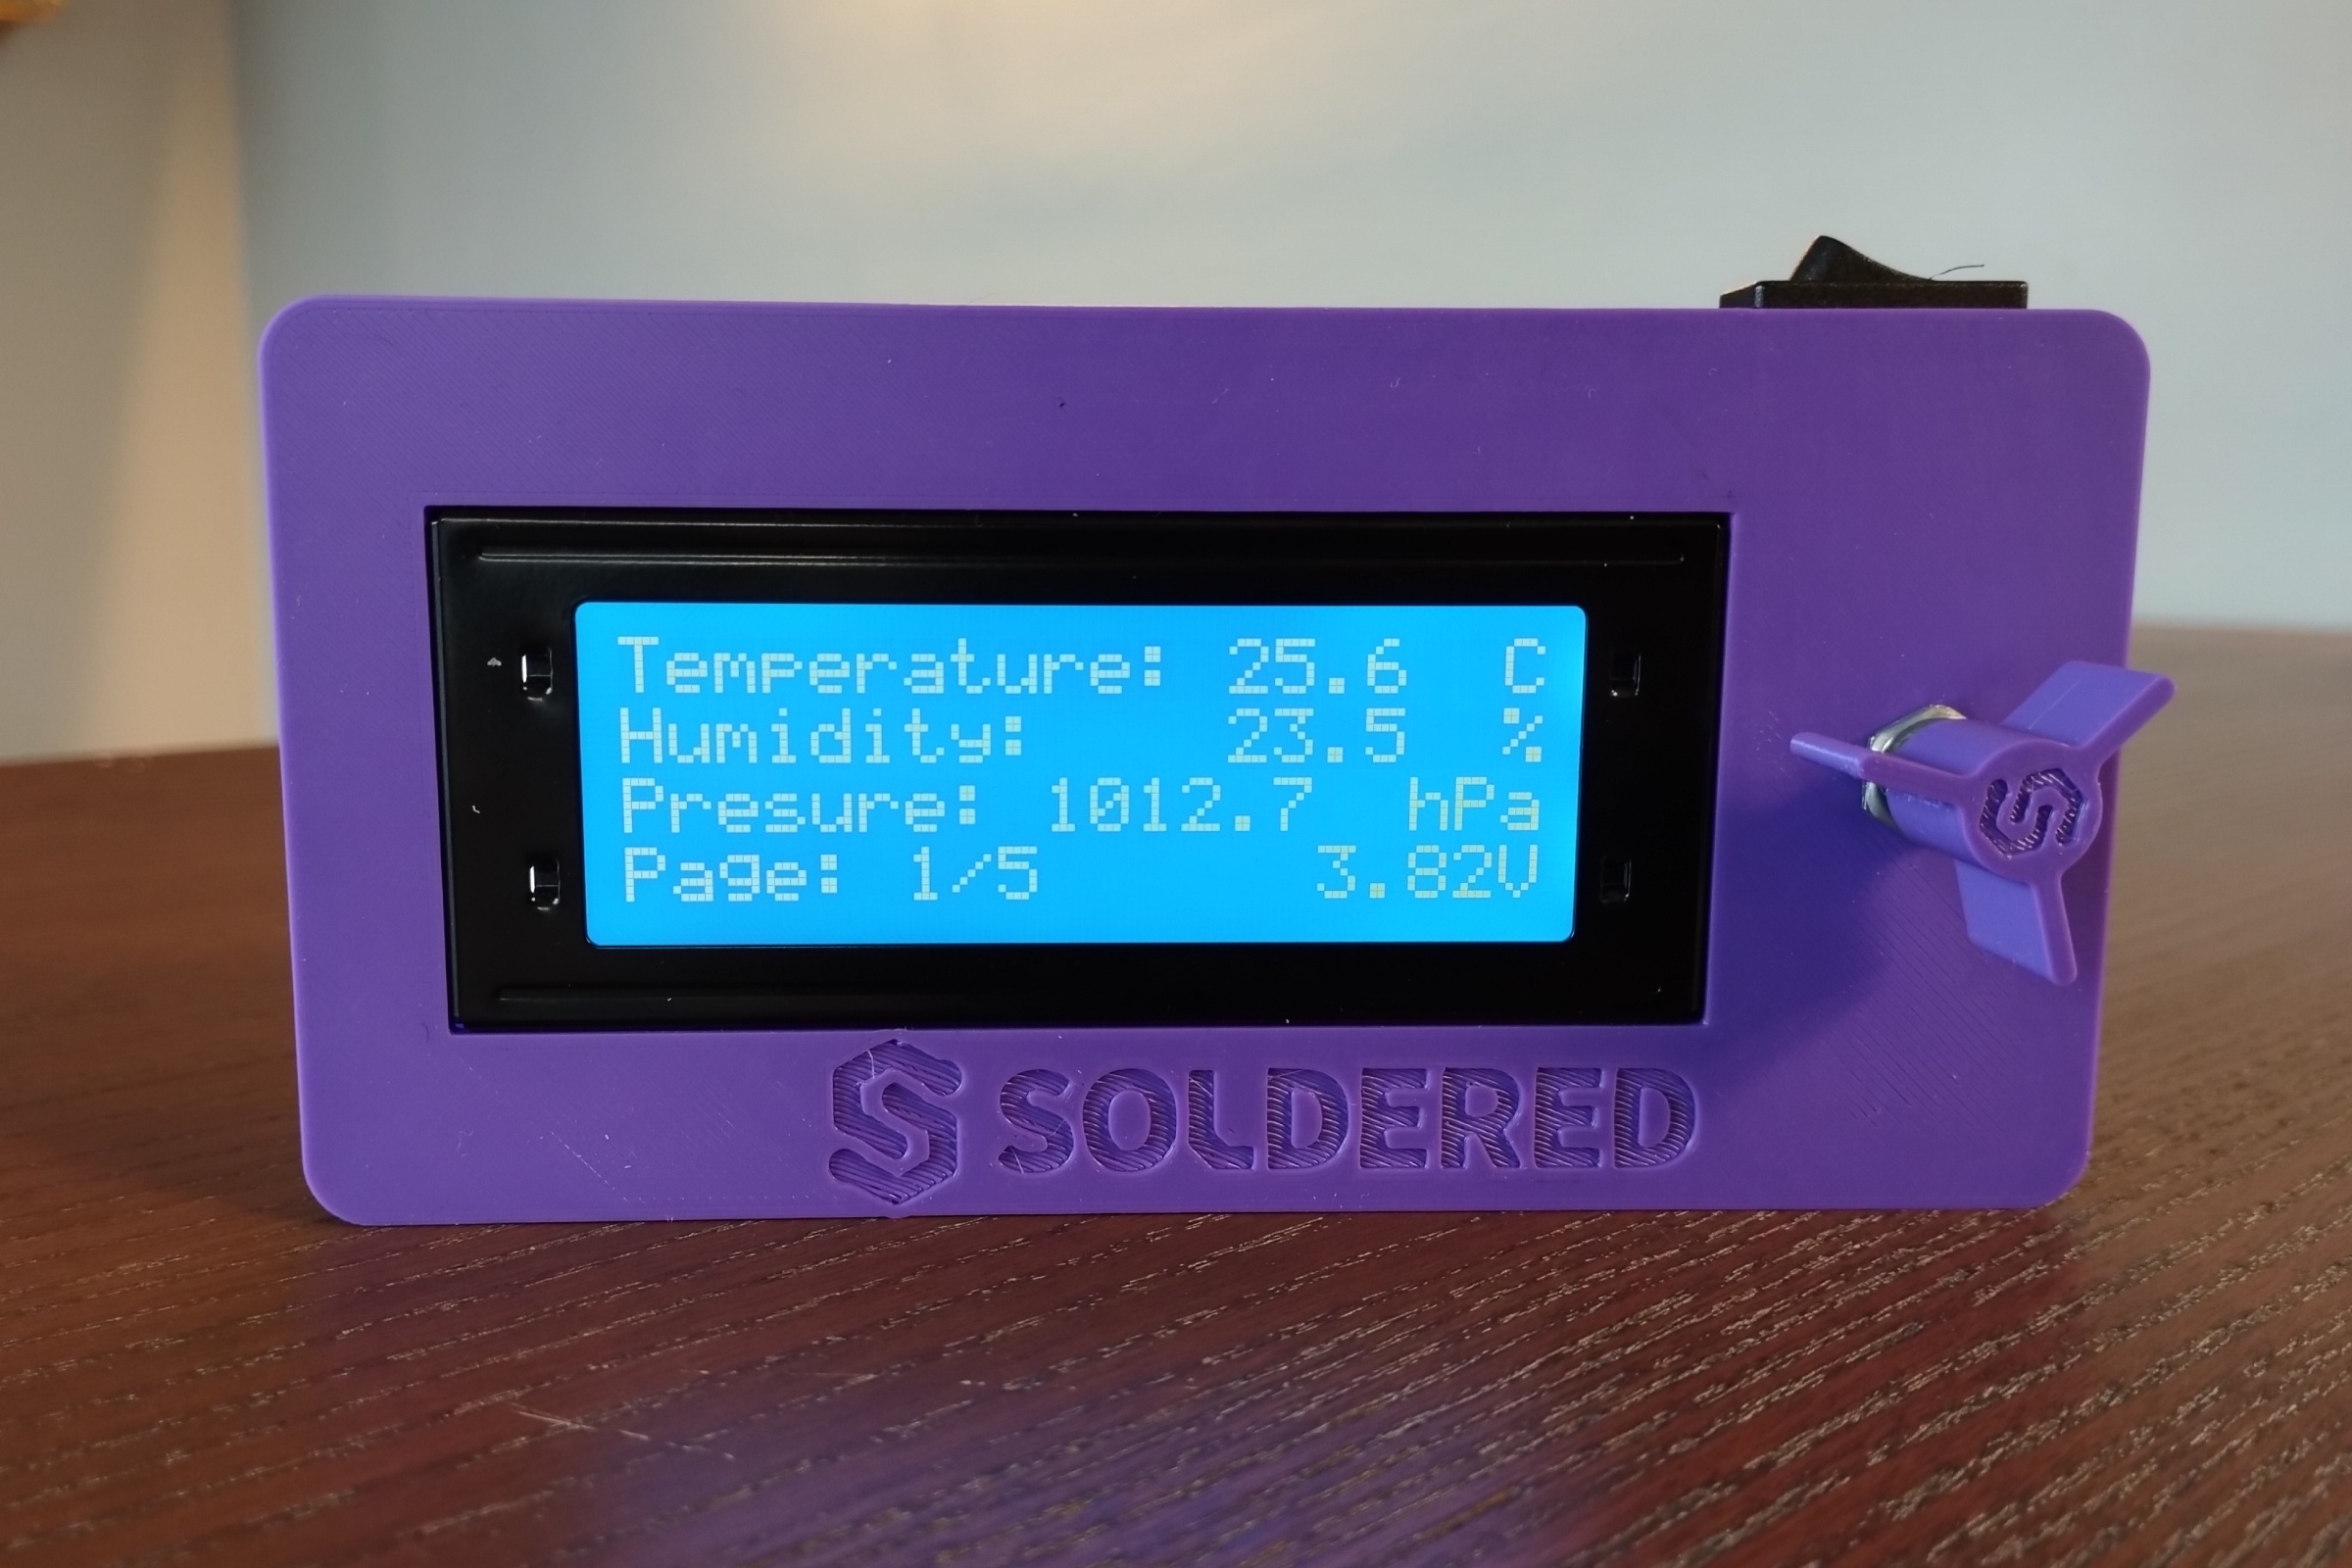 Temperature: 25.6 C
Humidity: 23.5 %
Presure: 1012.7 hPa
Page: 1/5 3.82V
SOLDERED